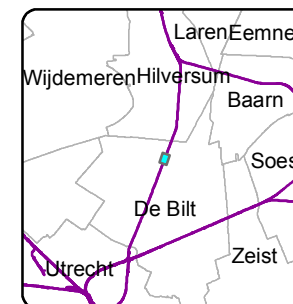 Laren Eemne
Wijdemeren Hilversum
Baarn
Soes
De Bilt
Zeist
Utrecht